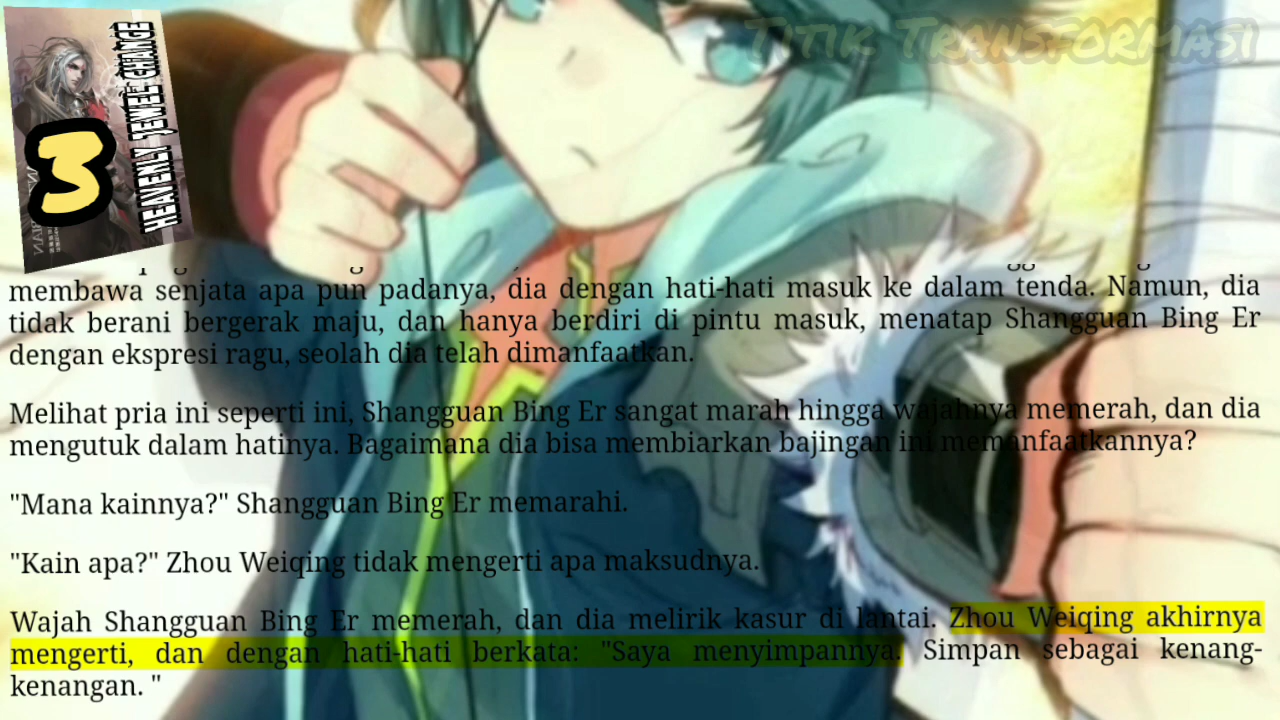 Titik Transformasi
HEAVENLY JEWEL CHANGE
3
membawa senjata apa pun padanya, dia dengan hati-hati masuk ke dalam tenda. Namun, dia
tidak berani bergerak maju, dan hanya berdiri di pintu masuk, menatap Shangguan Bing Er
dengan ekspresi ragu, seolah dia telah dimanfaatkan.
Melihat pria ini seperti ini, Shangguan Bing Er sangat marah hingga wajahnya memerah, dan dia
mengutuk dalam hatinya. Bagaimana dia bisa membiarkan bajingan ini memanfaatkannya?
"Mana kainnya?" Shangguan Bing Er memarahi.
"Kain apa?" Zhou Weiqing tidak mengerti apa maksudnya.
Wajah Shangguan Bing Er memerah, dan dia melirik kasur di lantai. Zhou Weiqing akhirnya
mengerti, dan dengan hati-hati berkata: "Saya menyimpannya. Simpan sebagai kenang-
kenangan. "